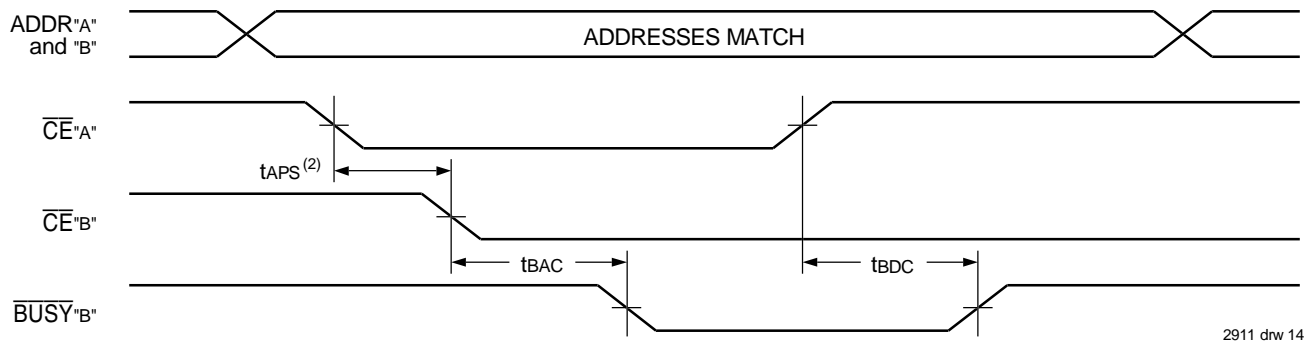 ADDR"A"
and "B"
ADDRESSES MATCH
CE"A"
tAPS(2)
CE"B"
tBAC
tBDC
BUSY"B"
2911 drw 14